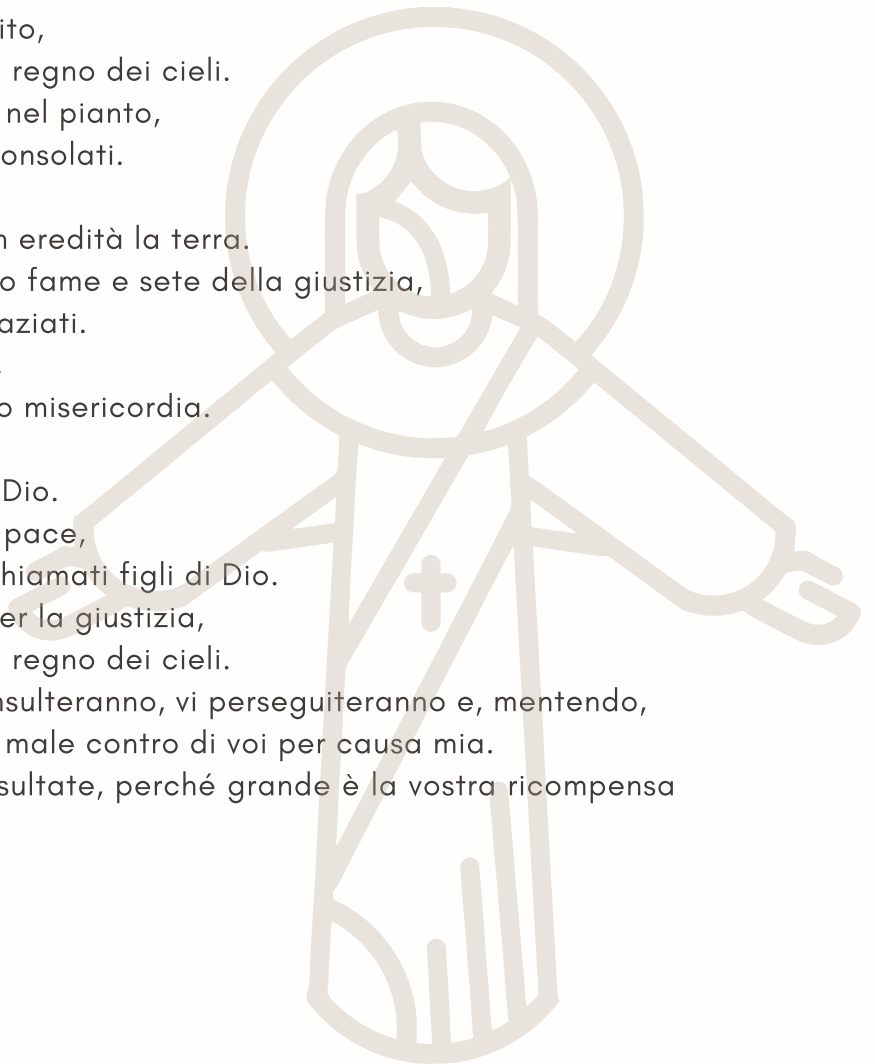 ito,
regno dei cieli.
nel pianto,
onsolati.
n eredità la terra.
o fame e sete della giustizia,
aziati.
o misericordia.
Dio.
pace,
hiamati figli di Dio.
er la giustizia,
regno dei cieli.
nsulteranno, vi perseguiteranno e, mentendo,
male contro di voi per causa mia.
sultate, perché grande è la vostra ricompensa